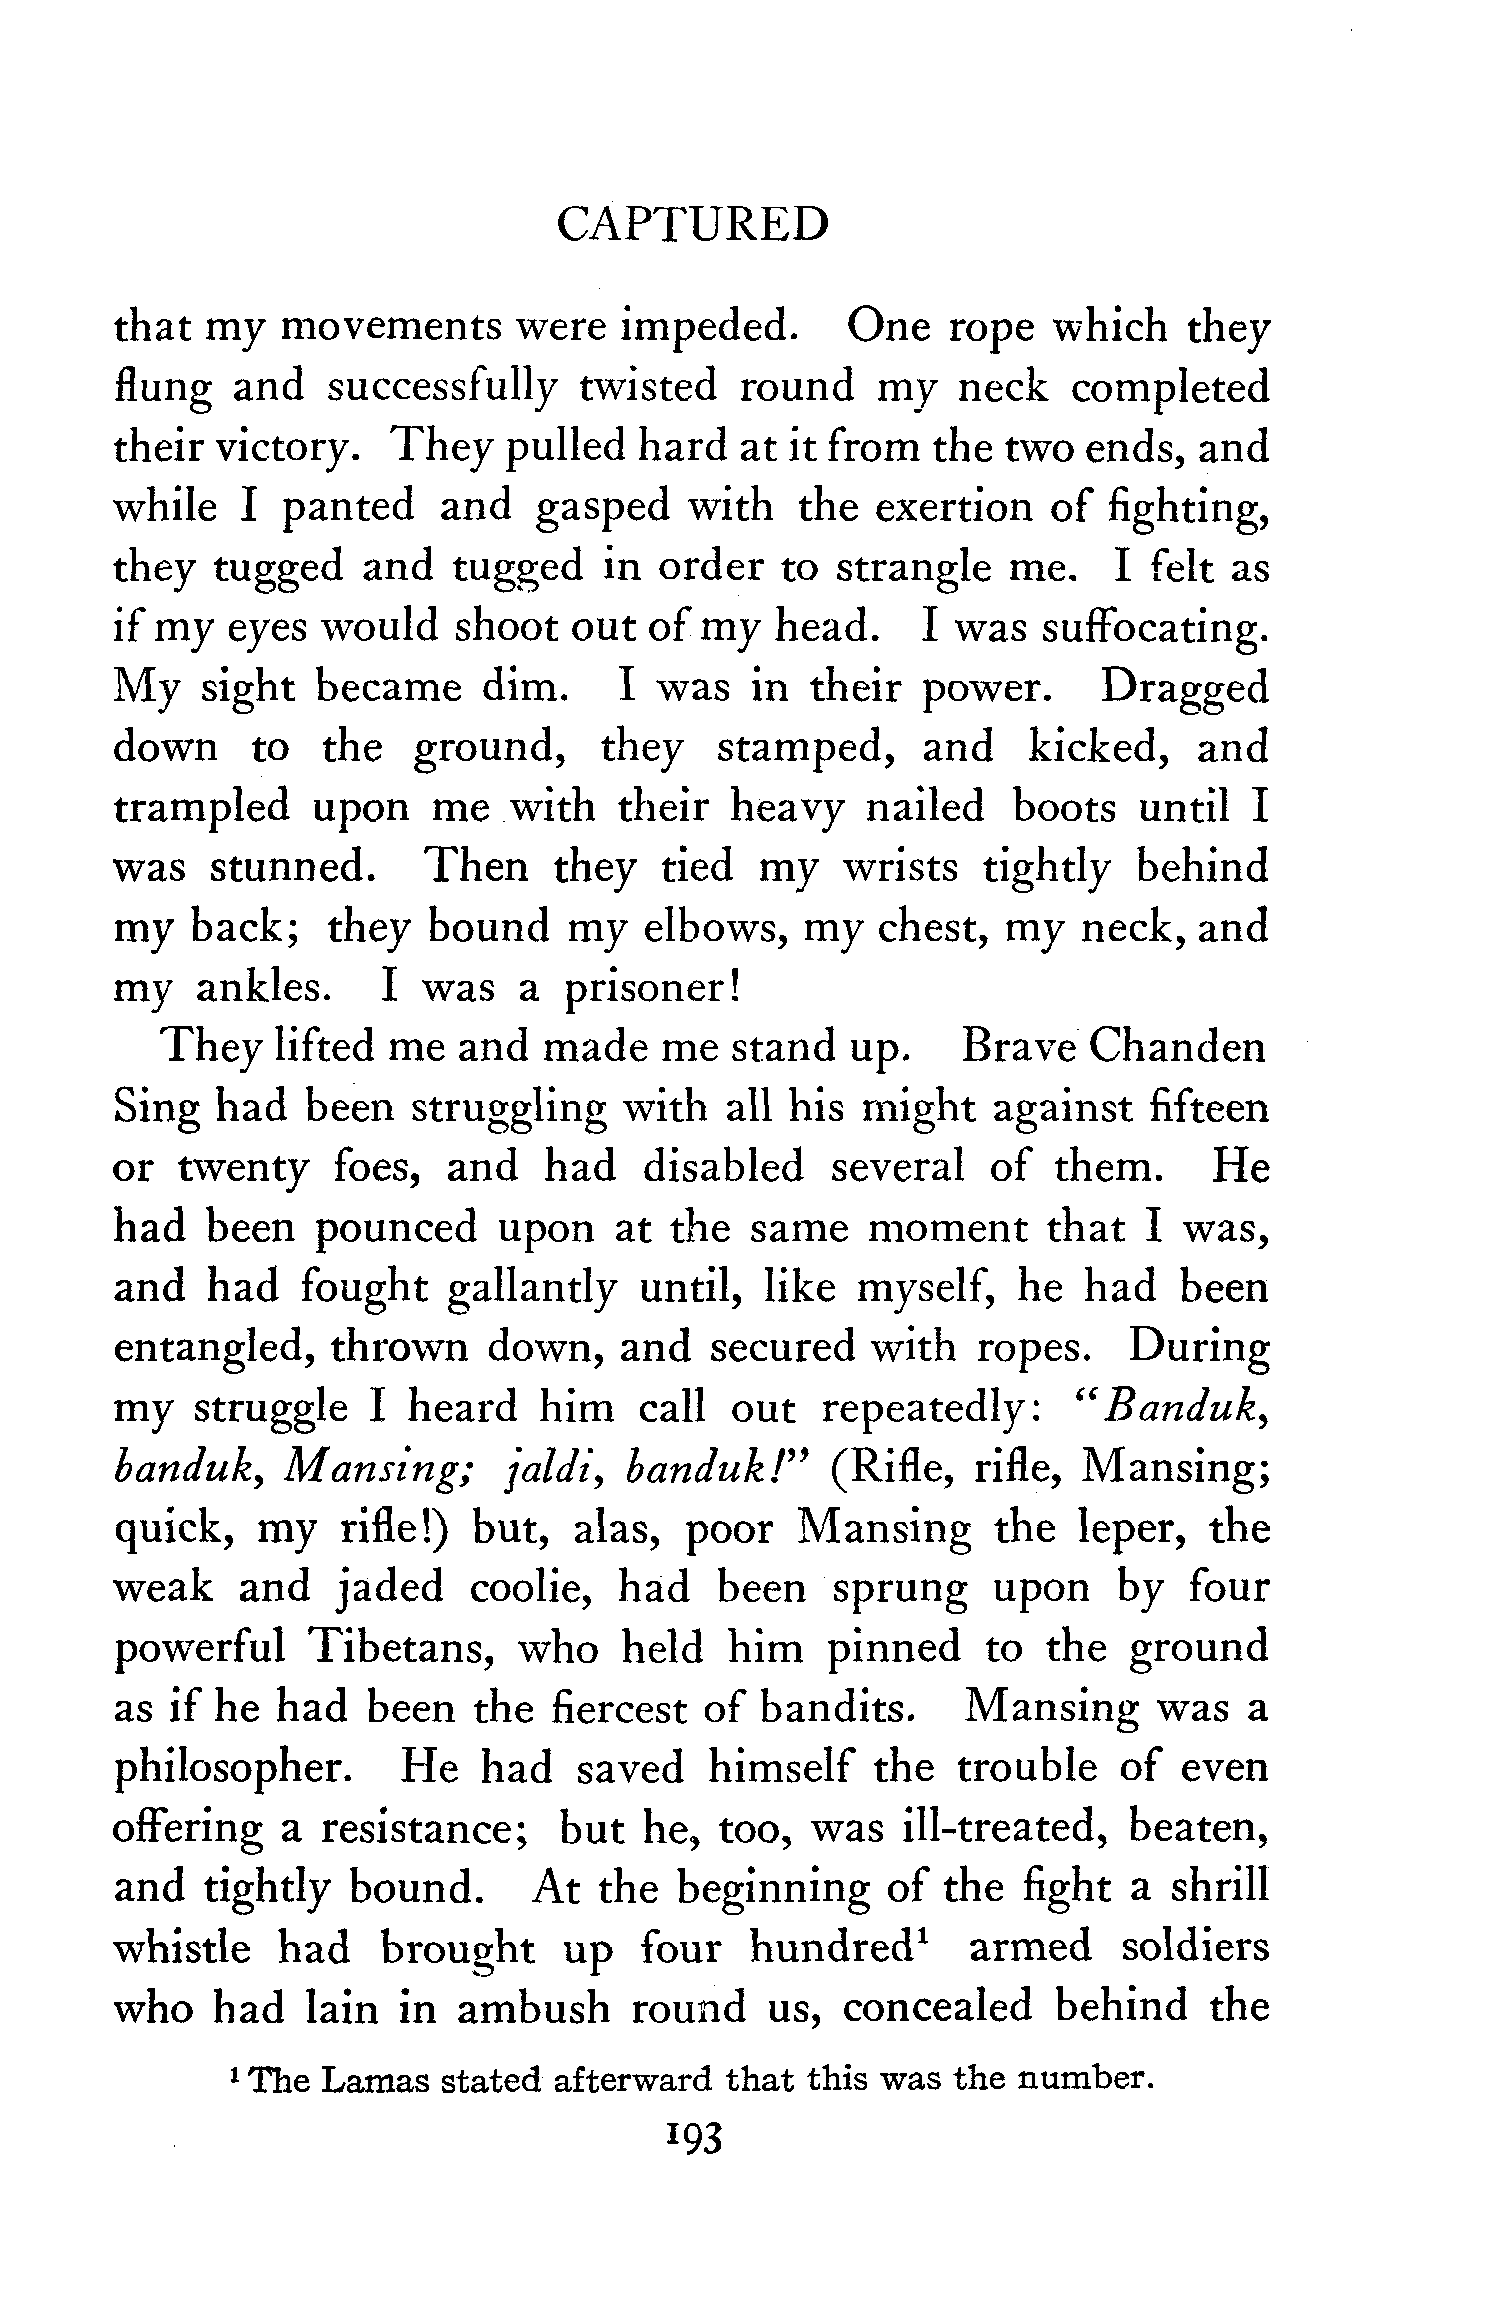 CAPTURED
that my movements were impeded. One rope which they
flung and successfully twisted round my neck completed
their victory. They pulled hard at it from the two ends, and
while I panted and gasped with the exertion of fighting,
they tugged and tugged in order to strangle me. I felt as
if my eyes would shoot out of my head. I was suffocating.
My sight became dim. I was in their power. Dragged
down to the ground, they stamped, and kicked, and
trampled upon me with their heavy nailed boots until I
was stunned. Then they tied my wrists tightly behind
my back; they bound my elbows, my chest, my neck, and
my ankles. I was a prisoner!
They lifted me and made me stand up. Brave Chanden
Sing had been struggling with all his might against fifteen
or twenty foes, and had disabled several of them. He
had been pounced upon at the same moment that I was,
and had fought gallantly until, like myself, he had been
entangled, thrown down, and secured with ropes. During
my struggle I heard him call out repeatedly: "Banduk,
banduk, Mansing; jaldi, banduk!" (Rifle, rifle, Mansing;
quick, my rifle!) but, alas, poor Mansing the leper, the
weak and jaded coolie, had been sprung upon by four
powerful Tibetans, who held him pinned to the ground
as if he had been the fiercest of bandits. Mansing was a
philosopher. He had saved himself the trouble of even
offering a resistance; but he, too, was ill-treated, beaten,
and tightly bound. At the beginning of the fight a shrill
whistle had brought up four hundred¹ armed soldiers
who had lain in ambush round us, concealed behind the
¹ The Lamas stated afterward that this was the number.
193